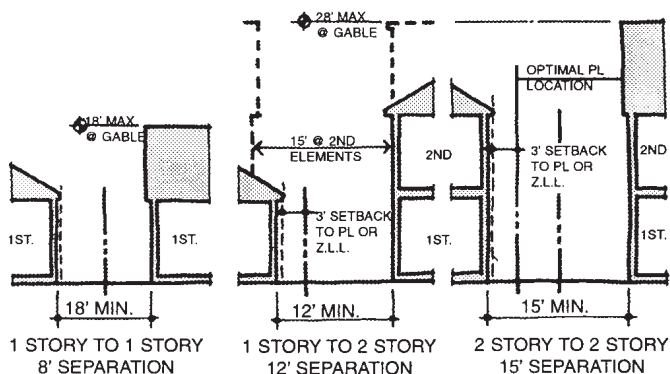 18' MAX
@ GABLE
1ST.
1ST.
18' MIN.
1 STORY TO 1 STORY
8' SEPARATION
28' MAX
@ GABLE
15' @ 2ND
ELEMENTS
2ND
3' SETBACK
TO PL OR
Z.L.L.
1ST.
12' MIN.
1 STORY TO 2 STORY
12' SEPARATION
OPTIMAL PL
LOCATION
3' SETBACK
TO PL OR
Z.L.L.
2ND
1ST.
15' MIN.
2 STORY TO 2 STORY
15' SEPARATION